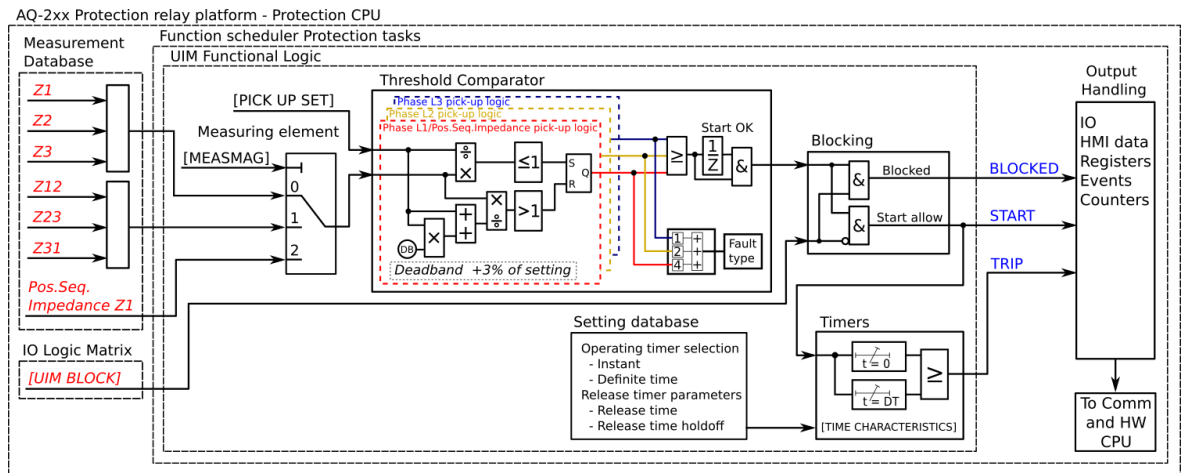 AQ-2xx Protection relay platform - Protection CPU
Function scheduler Protection tasks
UIM Functional Logic
Measurement
Database
Z1
Z2
Z3
Z12
Z23
Z31
Pos.Seq.
Impedance Z1
IO Logic Matrix
[UIM BLOCK]
[PICK UP SET]
Measuring element
[MEASMAG]
0
1
2
Threshold Comparator
Phase L3 pick-up logic
Phase L2 pick-up logic
Phase L1/Pos.Seq.Impedance pick-up logic
÷
×
≤1
S
Q
R
×
÷
>1
+
+
DB
×
Deadband +3% of setting
≥
Start OK
1
Z
&
1 +
2 +
4 +
Fault
type
Blocking
&
Blocked
&
Start allow
BLOCKED
START
TRIP
Output
Handling
IO
HMI data
Registers
Events
Counters
To Comm
and HW
CPU
Setting database
Operating timer selection
- Instant
- Definite time
Release timer parameters
- Release time
- Release time holdoff
Timers
t = 0
t = DT
≥
[TIME CHARACTERISTICS]